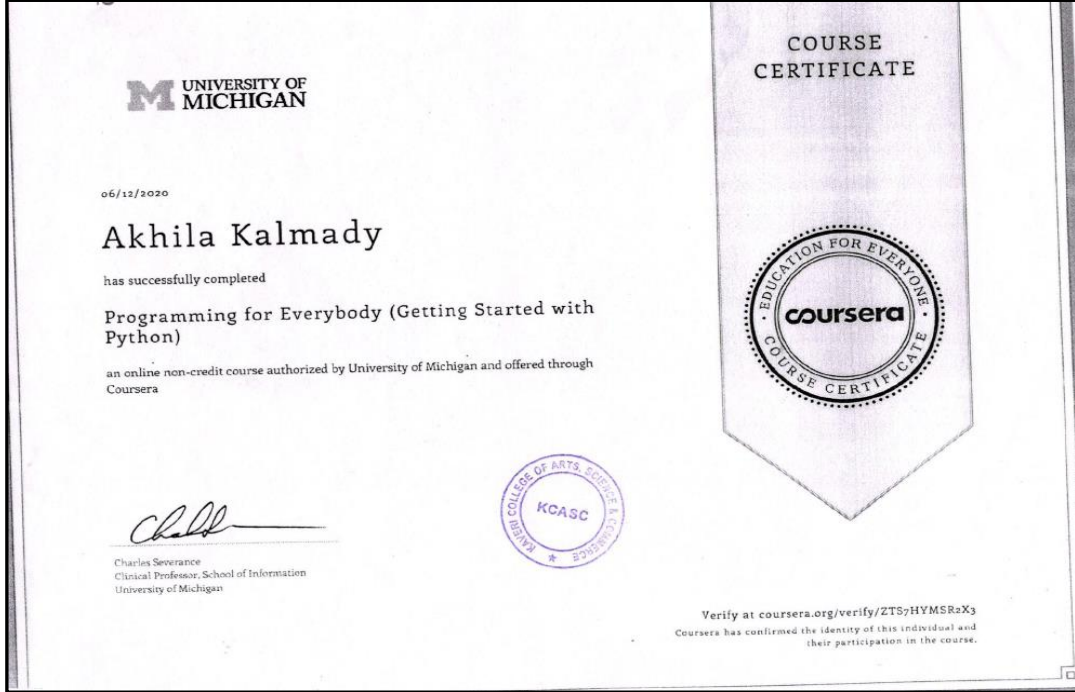 UNIVERSITY OF
MICHIGAN
06/12/2020
Akhila Kalmady
has successfully completed
Programming for Everybody (Getting Started with
Python)
an online non-credit course authorized by University of Michigan and offered through
Coursera
Charles Severance
Clinical Professor, School of Information
University of Michigan
KAVERI COLLEGE OF ARTS, SCIENCE & COMMERCE
KCASC
COURSE
CERTIFICATE
EDUCATION FOR EVERYONE
coursera
COURSE CERTIFICATE
Verify at coursera.org/verify/ZTS7HYMSR2X3
Coursera has confirmed the identity of this individual and
their participation in the course.